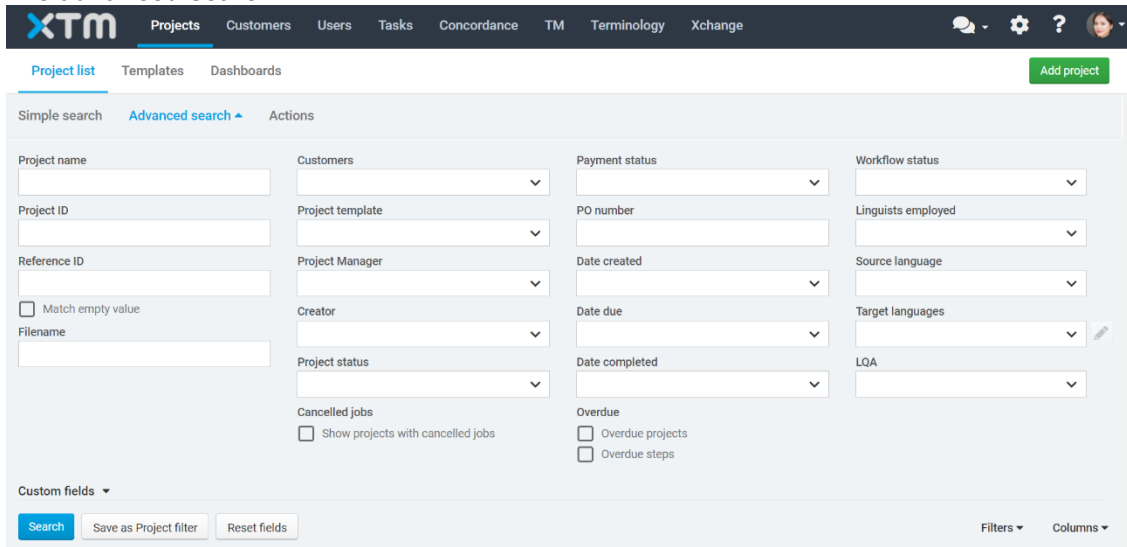 XTM Projects Customers Users Tasks Concordance TM Terminology Xchange ?
Project list Templates Dashboards Add project
Simple search Advanced search Actions
Project name Customers Payment status Workflow status
Project ID Project template PO number Linguists employed
Reference ID Project Manager Date created Source language
Match empty value Creator Date due Target languages
Filename
Project status Date completed LQA
Cancelled jobs Overdue
Show projects with cancelled jobs Overdue projects
Overdue steps
Custom fields
Search Save as Project filter Reset fields Filters Columns